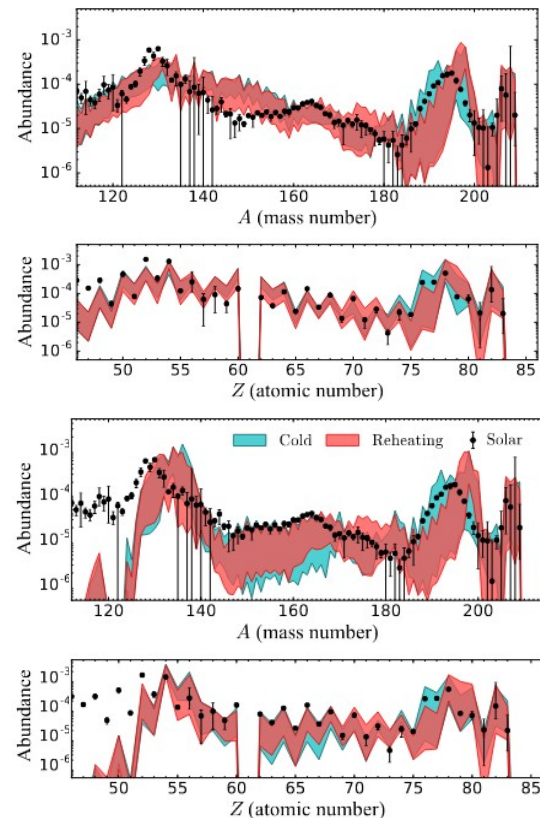 10⁻³
10⁻⁴
10⁻⁵
10⁻⁶
Abundance
120 140 160 180 200
A (mass number)
10⁻³
10⁻⁴
10⁻⁵
10⁻⁶
Abundance
50 55 60 65 70 75 80 85
Z (atomic number)
Cold Reheating Solar
10⁻³
10⁻⁴
10⁻⁵
10⁻⁶
Abundance
120 140 160 180 200
A (mass number)
10⁻³
10⁻⁴
10⁻⁵
10⁻⁶
Abundance
50 55 60 65 70 75 80 85
Z (atomic number)